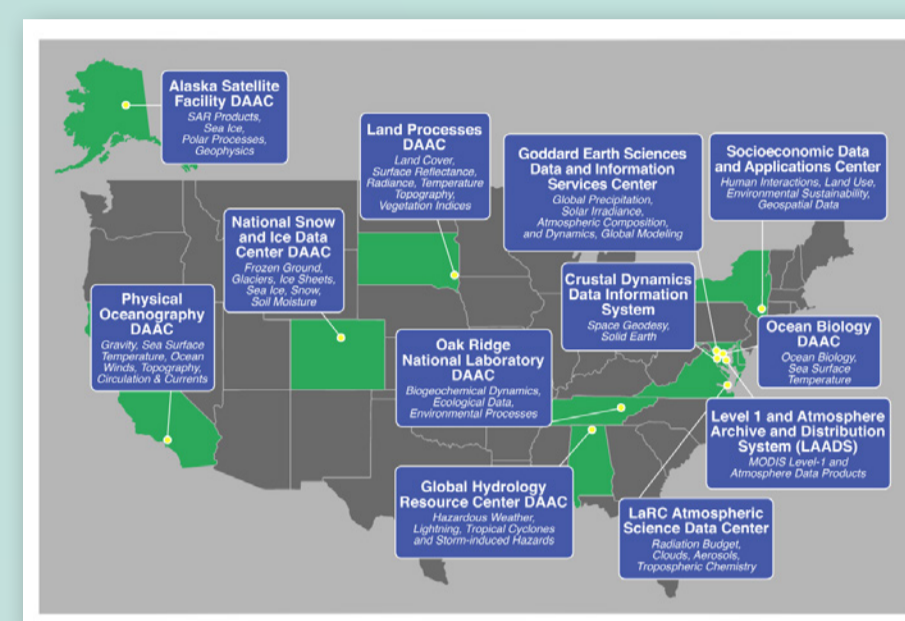 Alaska Satellite
Facility DAAC
SAR Products,
Sea Ice,
Polar Processes,
Geophysics
Land Processes
DAAC
Land Cover,
Surface Reflectance,
Radiance, Temperature
Topography,
Vegetation Indices
Goddard Earth Sciences
Data and Information
Services Center
Global Precipitation,
Solar Irradiance,
Atmospheric Composition,
and Dynamics, Global Modeling
Socioeconomic Data
and Applications Center
Human Interactions, Land Use,
Environmental Sustainability,
Geospatial Data
National Snow
and Ice Data
Center DAAC
Frozen Ground,
Glaciers, Ice Sheets,
Sea Ice, Snow,
Soil Moisture
Crustal Dynamics
Data Information
System
Space Geodesy,
Solid Earth
Physical
Oceanography
DAAC
Gravity, Sea Surface
Temperature, Ocean
Winds, Topography,
Circulation & Currents
Oak Ridge
National Laboratory
DAAC
Biogeochemical Dynamics,
Ecological Data,
Environmental Processes
Ocean Biology
DAAC
Ocean Biology,
Sea Surface
Temperature
Level 1 and Atmosphere
Archive and Distribution
System (LAADS)
MODIS Level-1 and
Atmosphere Data Products
Global Hydrology
Resource Center DAAC
Hazardous Weather,
Lightning, Tropical Cyclones
and Storm-induced Hazards
LaRC Atmospheric
Science Data Center
Radiation Budget,
Clouds, Aerosols,
Tropospheric Chemistry